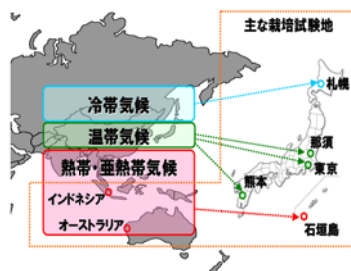 主な栽培試験地
札幌
冷帯気候
温帯気候
那須
東京
熱帯・亜熱帯気候
熊本
インドネシア
オーストラリア
石垣島